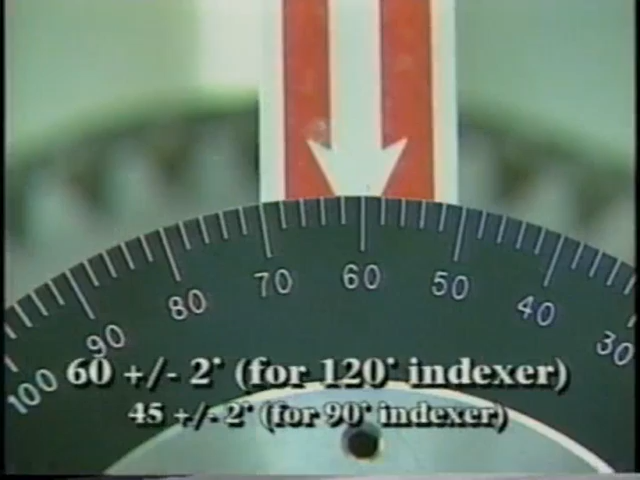 100 90 80 70 60 50 40 30
60 +/- 2° (for 120° indexer)
45 +/- 2° (for 90° indexer)